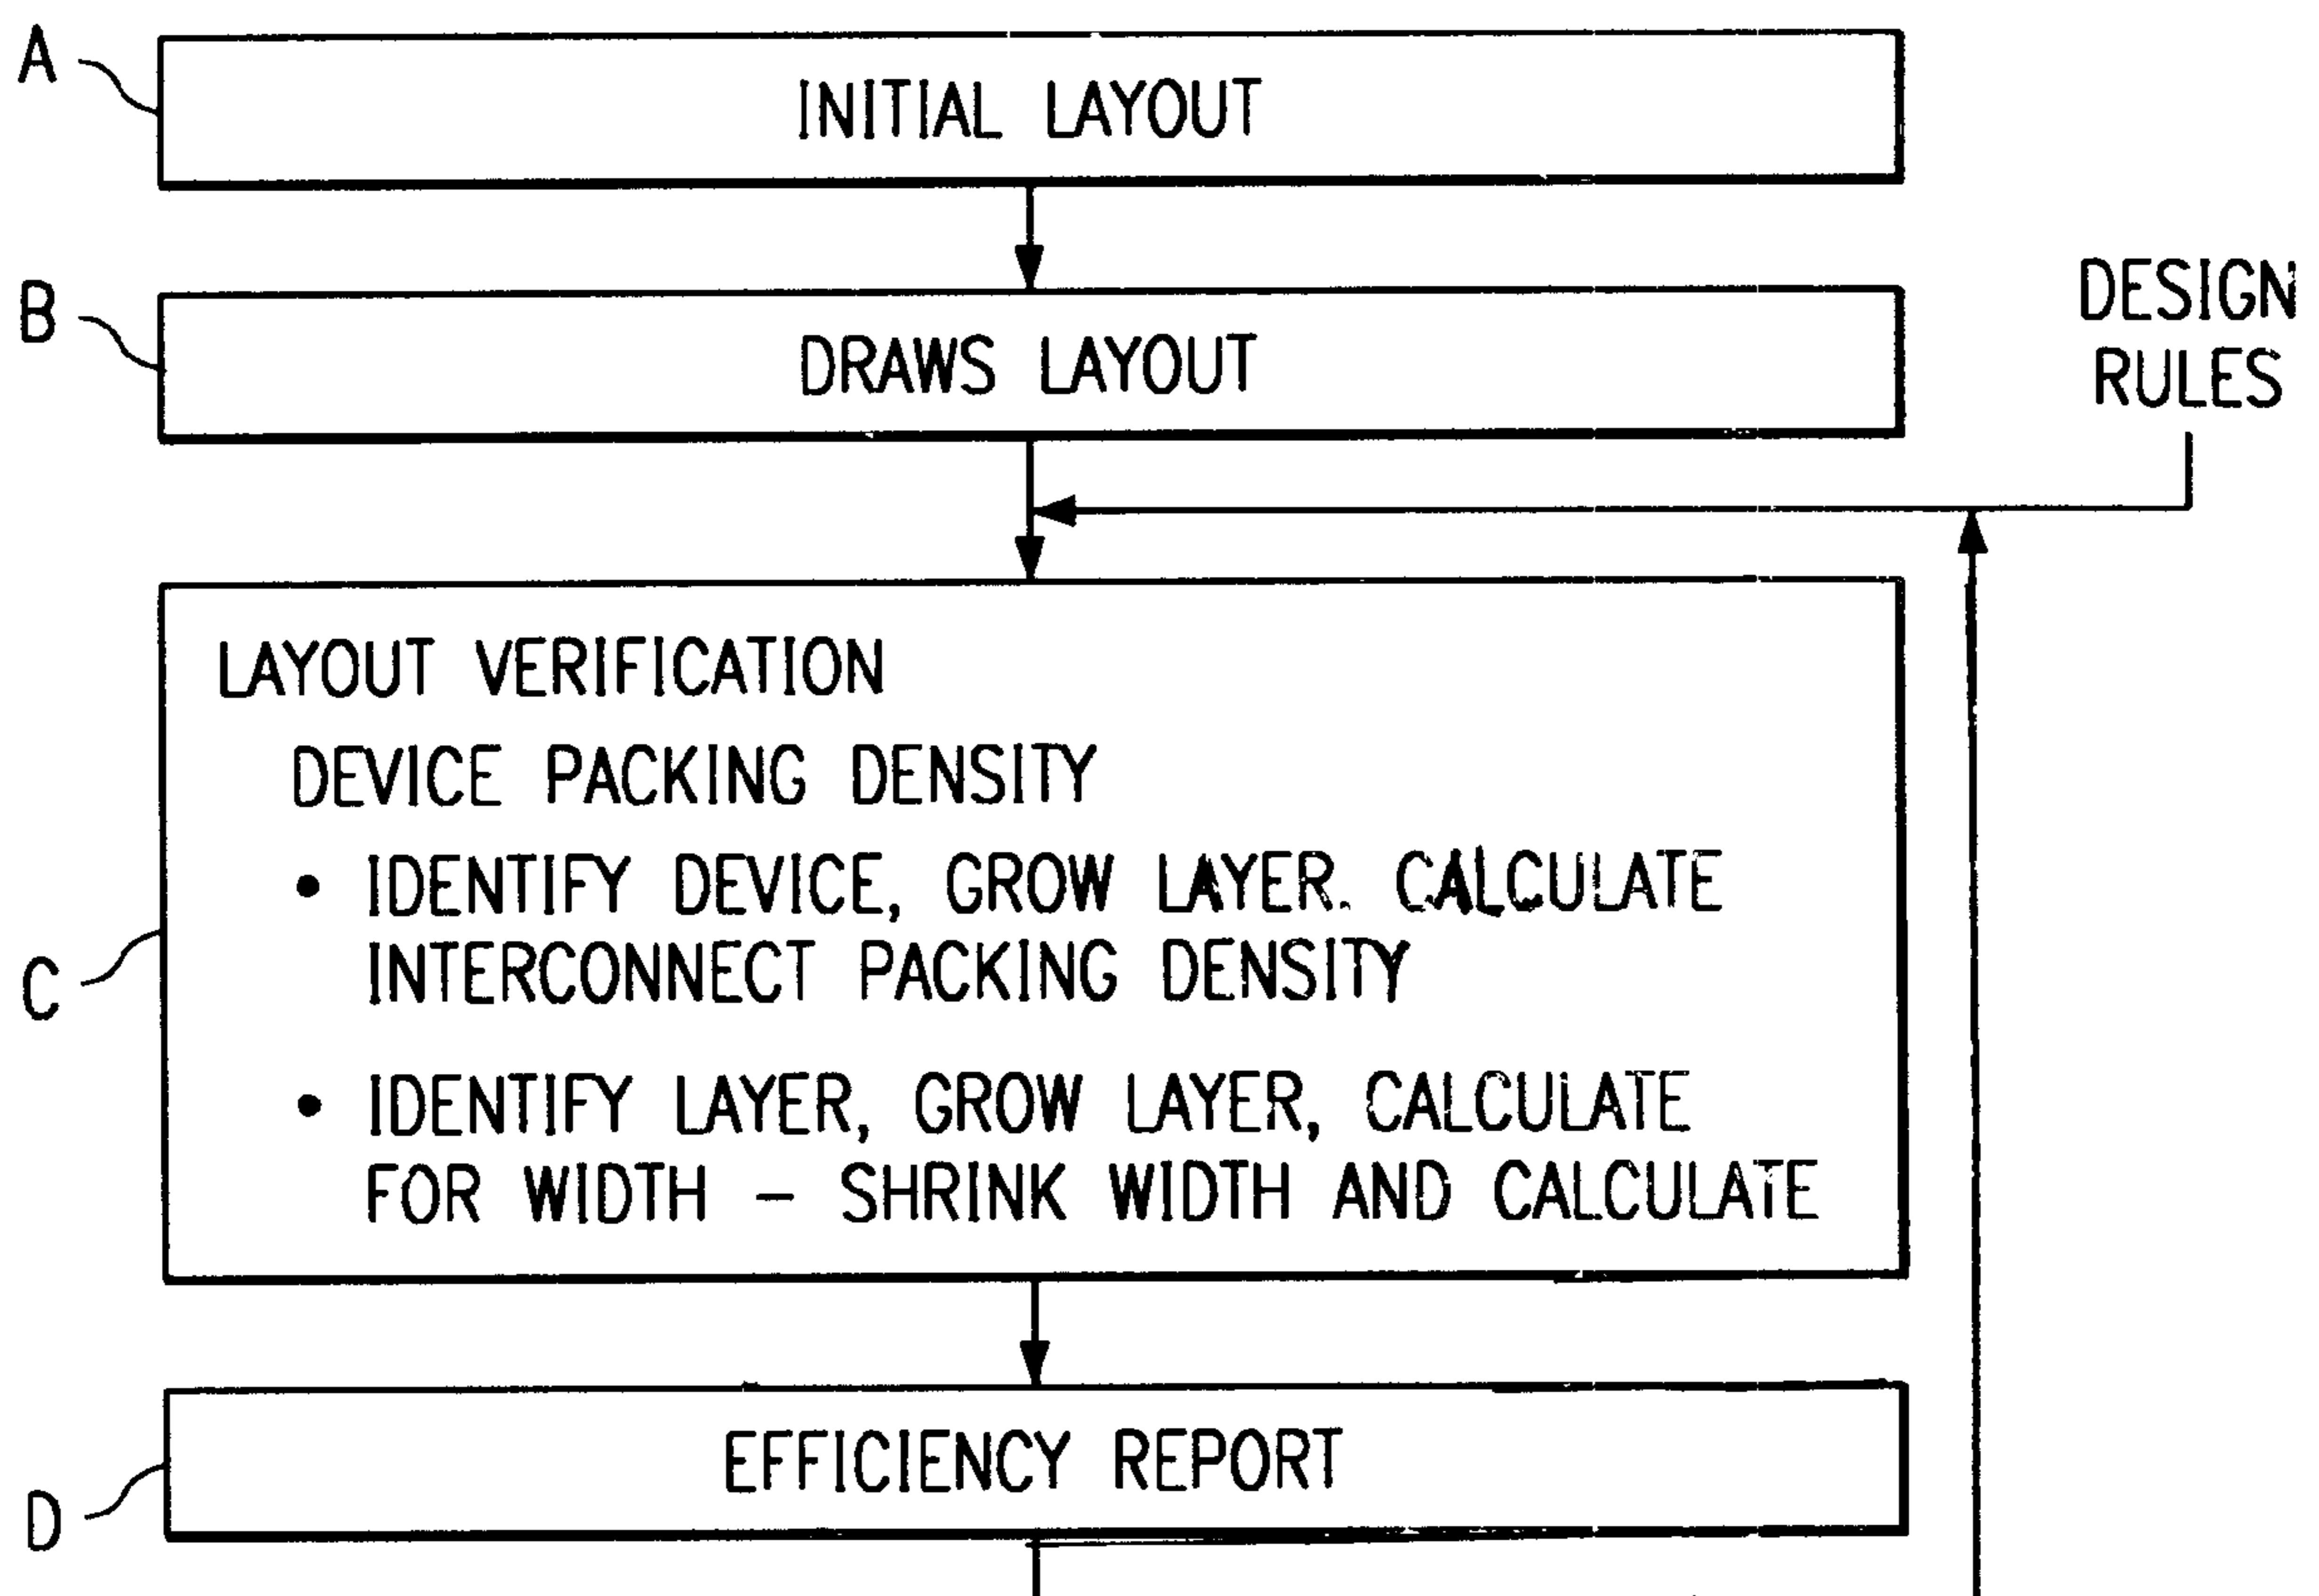 A
INITIAL LAYOUT
B
DRAWS LAYOUT
DESIGN
RULES
C
LAYOUT VERIFICATION
DEVICE PACKING DENSITY
• IDENTIFY DEVICE, GROW LAYER. CALCULATE
INTERCONNECT PACKING DENSITY
• IDENTIFY LAYER, GROW LAYER, CALCULATE
FOR WIDTH – SHRINK WIDTH AND CALCULATE
D
EFFICIENCY REPORT